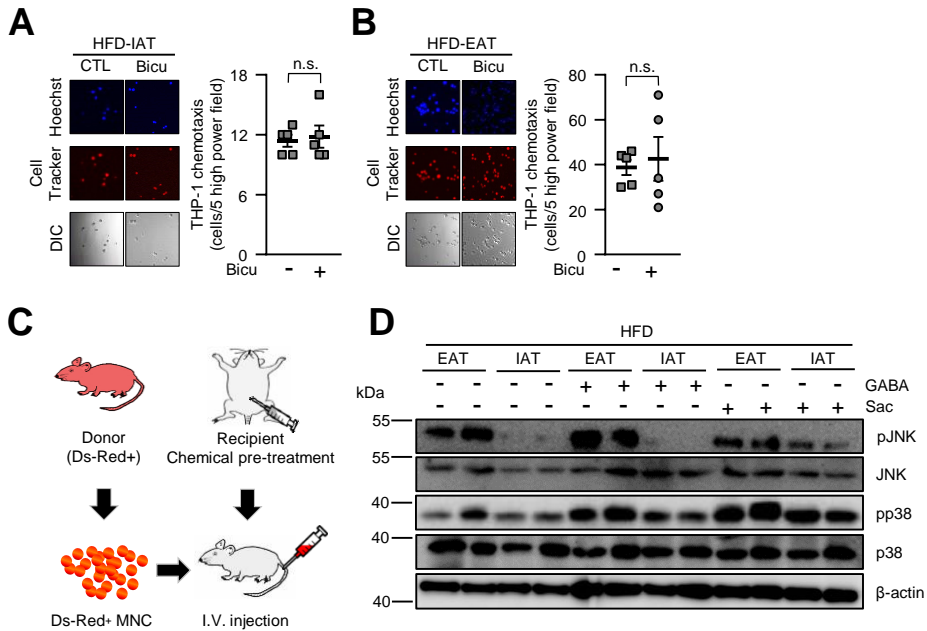 A
HFD-IAT
CTL Bicu
Hoechst
Cell
Tracker
DIC
THP-1 chemotaxis
(cells/5 high power field)
18
12
6
0
n.s.
Bicu - +
B
HFD-EAT
CTL Bicu
Hoechst
Cell
Tracker
DIC
THP-1 chemotaxis
(cells/5 high power field)
80
60
40
20
0
n.s.
Bicu - +
C
Donor
(Ds-Red+)
Recipient
Chemical pre-treatment
Ds-Red+ MNC
I.V. injection
D
HFD
EAT IAT EAT IAT EAT IAT
- - - - + + + + - - - - GABA
kDa
- - - - - - - - + + + + Sac
55
pJNK
55
JNK
40
pp38
40
p38
40
β-actin